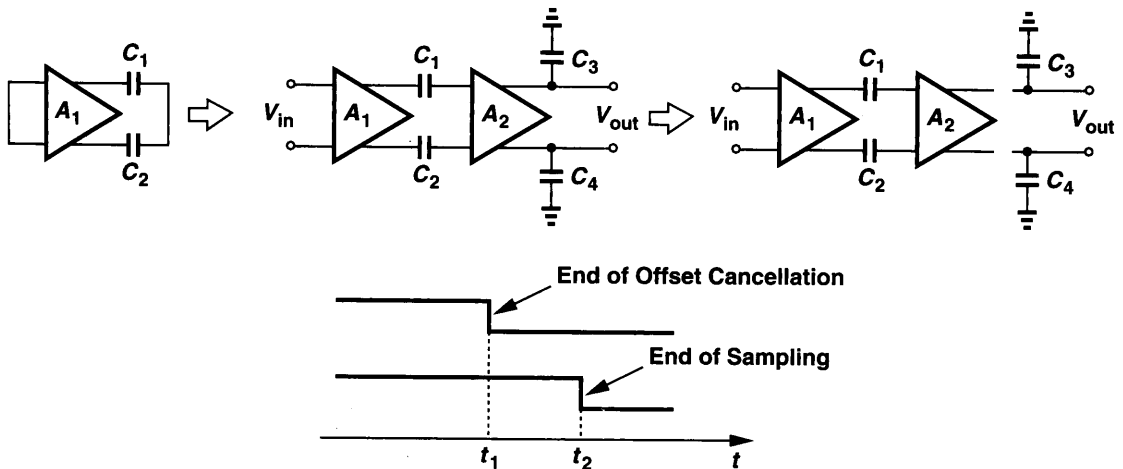 C1
A1
C2
Vin
A1
C1
C2
A2
C3
Vout
C4
Vin
A1
C1
C2
A2
C3
Vout
C4
End of Offset Cancellation
End of Sampling
t1
t2
t